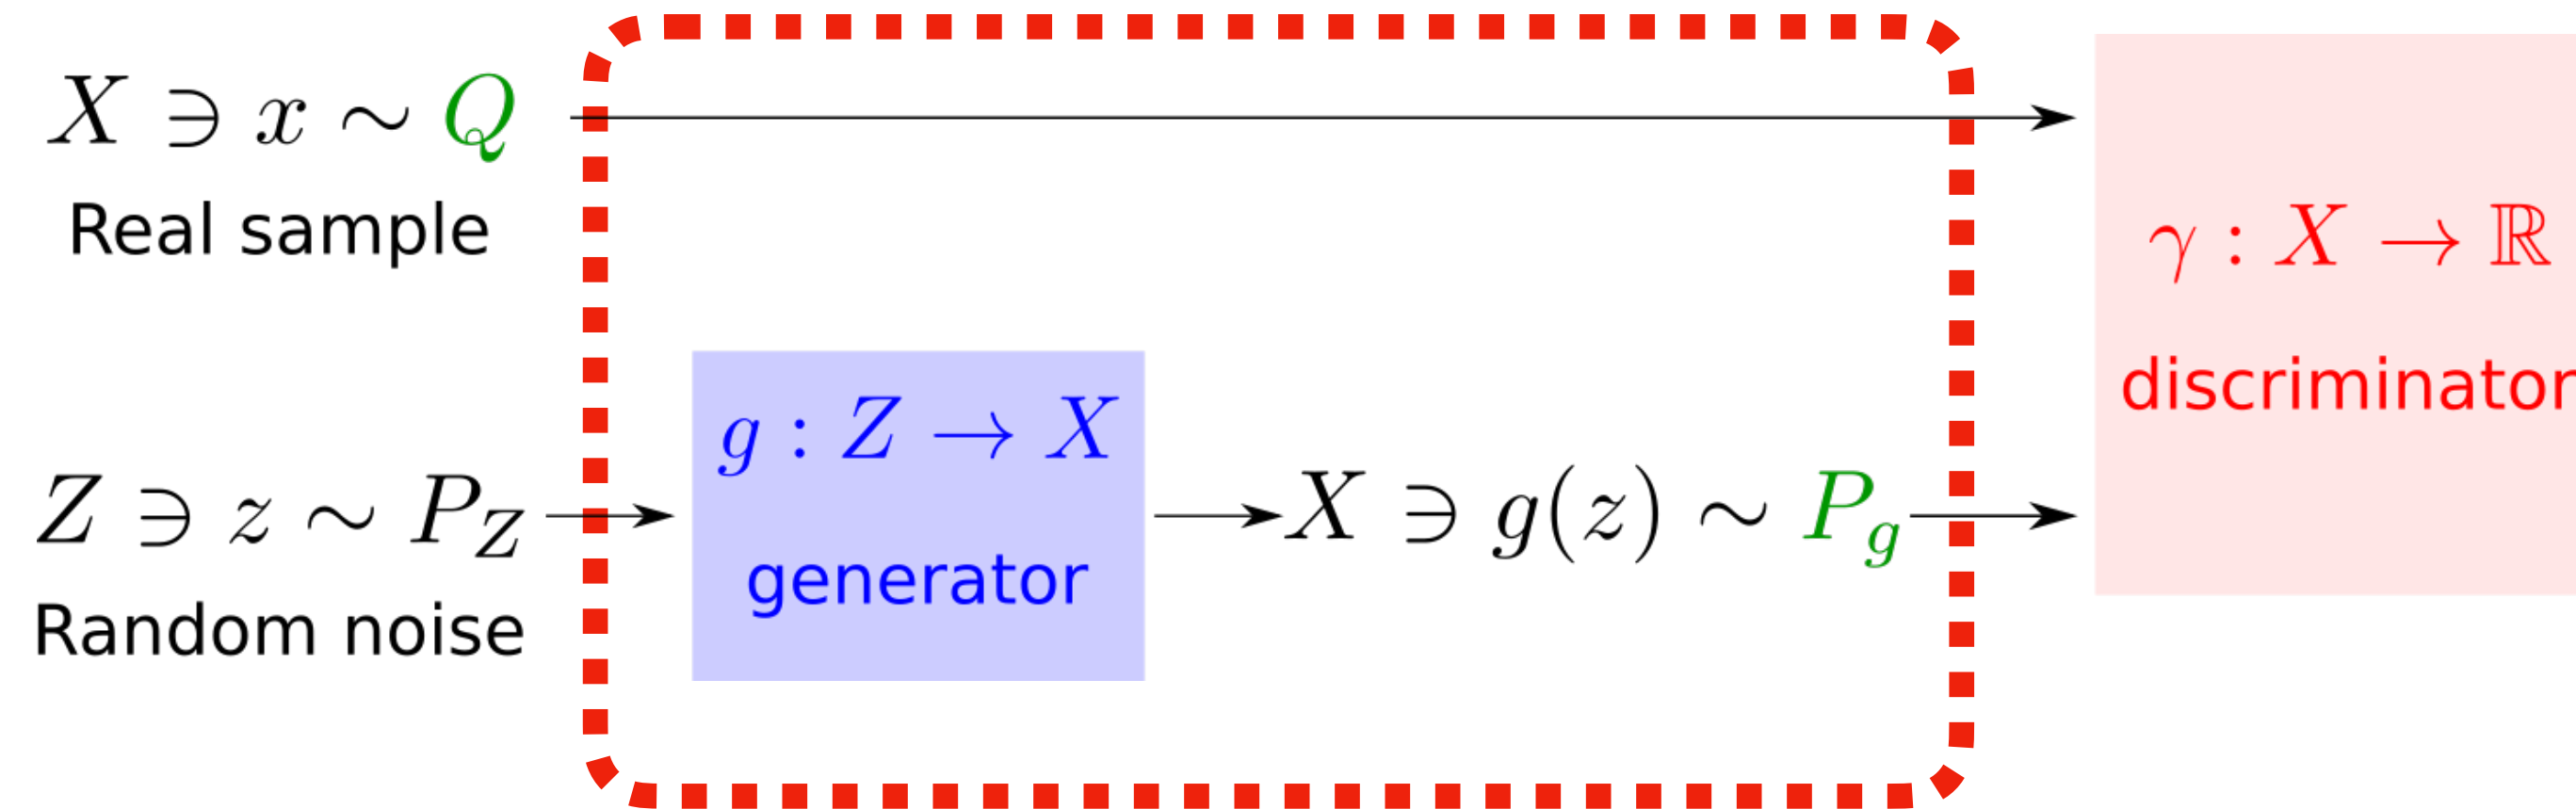 X ∋ x ∼ Q
Real sample
γ : X → ℝ
discriminator
g : Z → X
generator
Z ∋ z ∼ P_Z
Random noise
X ∋ g(z) ∼ P_g